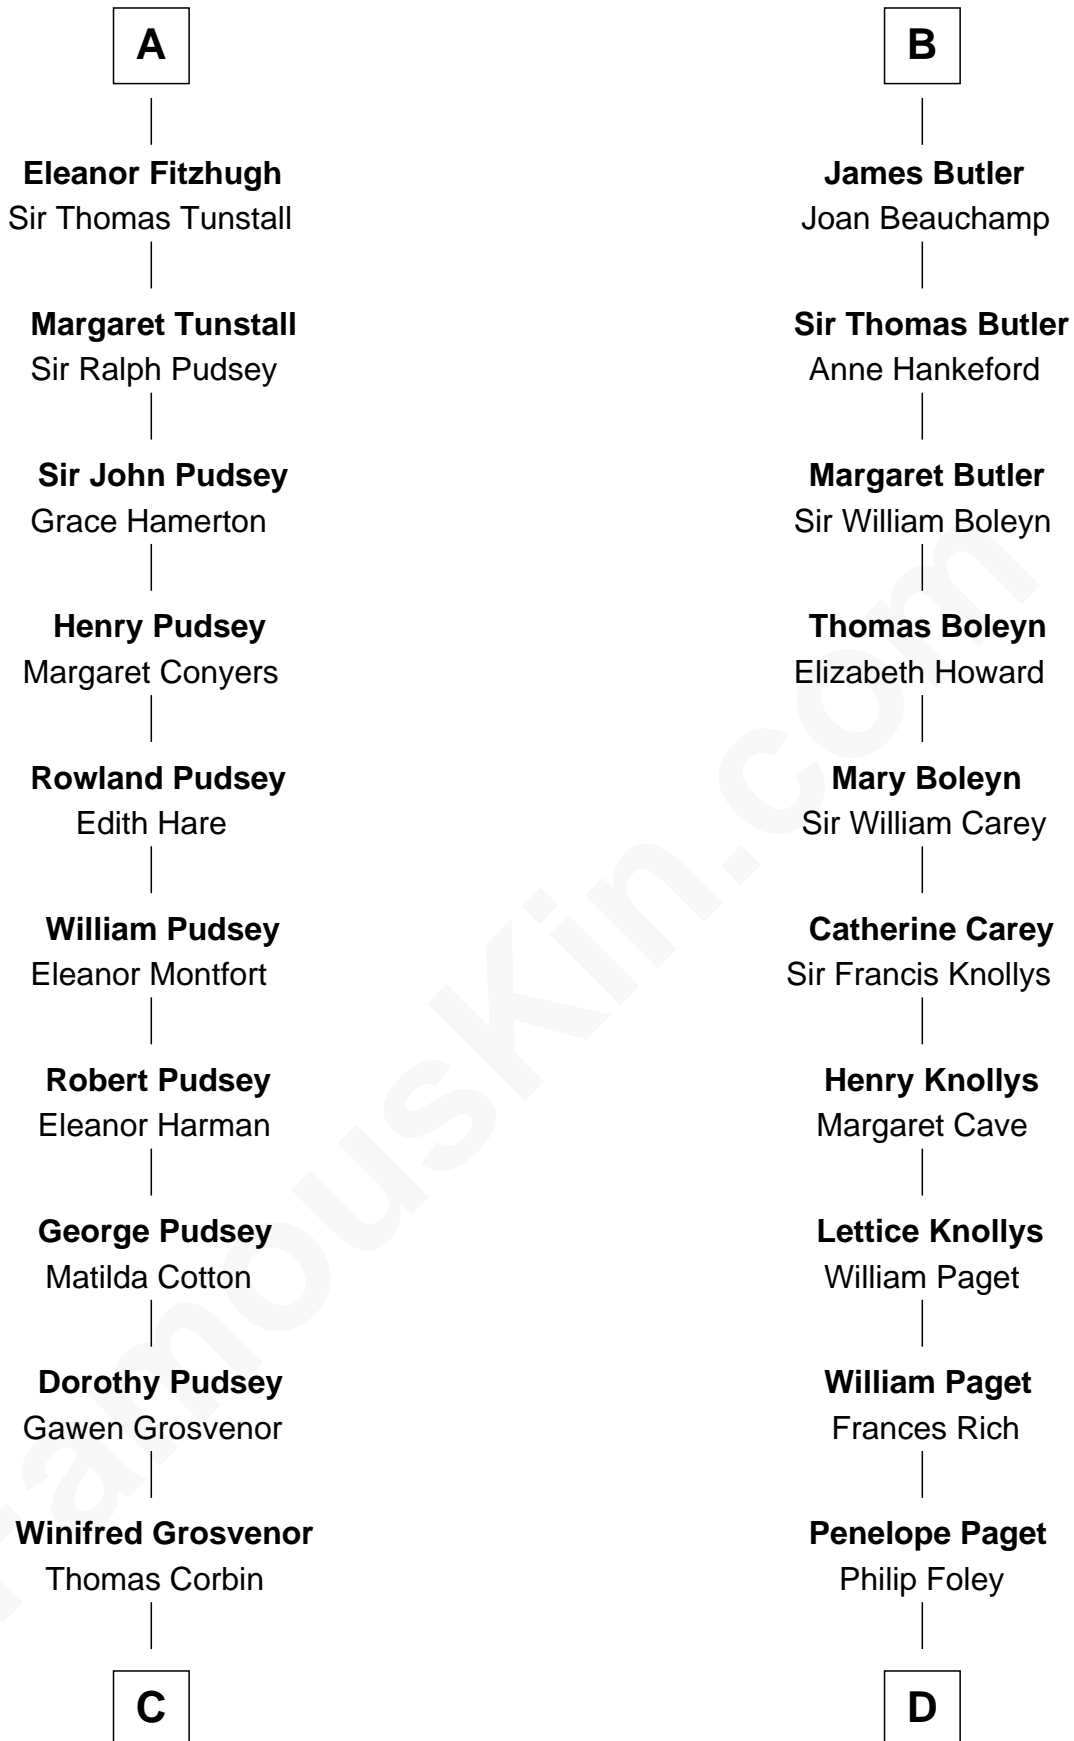 A
Eleanor Fitzhugh
Sir Thomas Tunstall
Margaret Tunstall
Sir Ralph Pudsey
Sir John Pudsey
Grace Hamerton
Henry Pudsey
Margaret Conyers
Rowland Pudsey
Edith Hare
William Pudsey
Eleanor Montfort
Robert Pudsey
Eleanor Harman
George Pudsey
Matilda Cotton
Dorothy Pudsey
Gawen Grosvenor
Winifred Grosvenor
Thomas Corbin
C
B
James Butler
Joan Beauchamp
Sir Thomas Butler
Anne Hankeford
Margaret Butler
Sir William Boleyn
Thomas Boleyn
Elizabeth Howard
Mary Boleyn
Sir William Carey
Catherine Carey
Sir Francis Knollys
Henry Knollys
Margaret Cave
Lettice Knollys
William Paget
William Paget
Frances Rich
Penelope Paget
Philip Foley
D
FamousKin.com